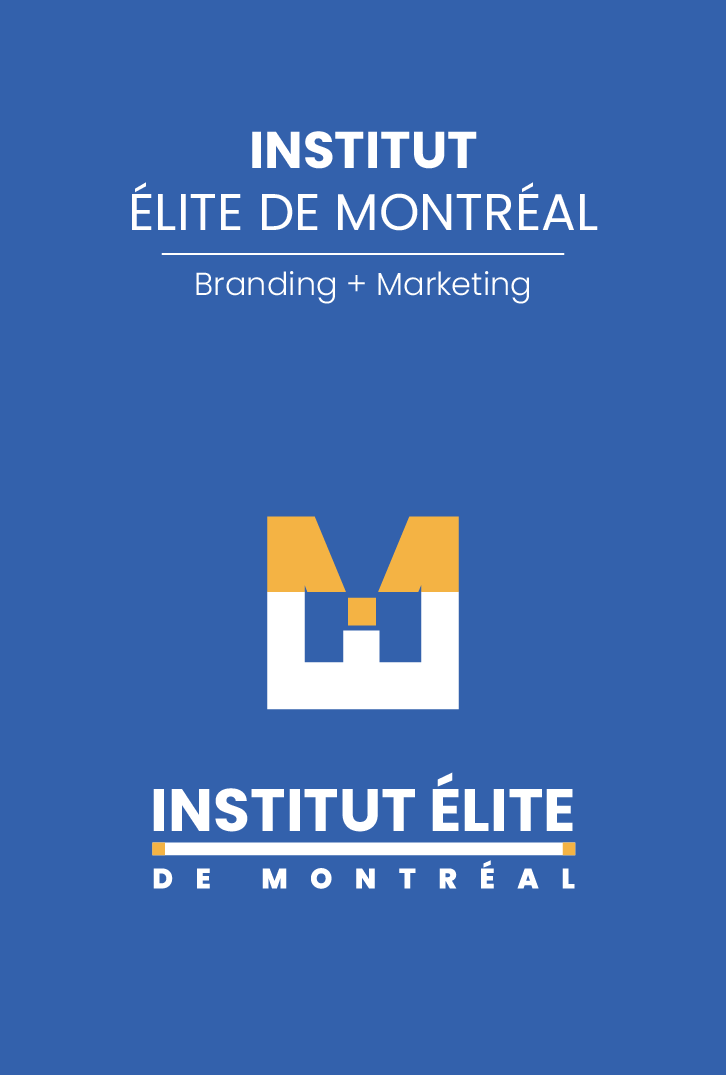 INSTITUT
ÉLITE DE MONTRÉAL
Branding + Marketing
INSTITUT ÉLITE
DE MONTRÉAL